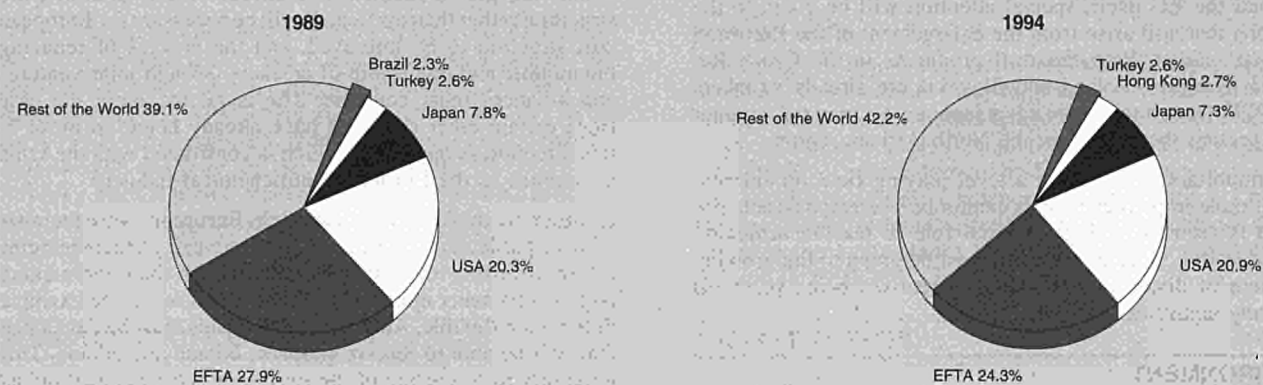 1989
Brazil 2.3%
Turkey 2.6%
Japan 7.8%
Rest of the World 39.1%
USA 20.3%
EFTA 27.9%
1994
Turkey 2.6%
Hong Kong 2.7%
Japan 7.3%
Rest of the World 42.2%
USA 20.9%
EFTA 24.3%